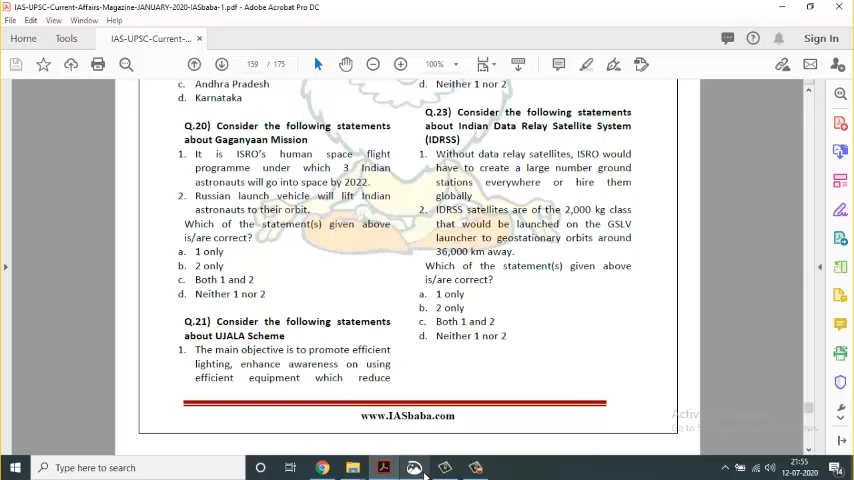 IAS-UPSC-Current-Affairs-Magazine-JANUARY-2020-IASbaba-1.pdf - Adobe Acrobat Pro DC
File Edit View Window Help
Home Tools IAS-UPSC-Current-... × Sign In
159 / 175 100%
c. Andhra Pradesh
d. Karnataka
Q.20) Consider the following statements
about Gaganyaan Mission
1. It is ISRO's human space flight
programme under which 3 Indian
astronauts will go into space by 2022.
2. Russian launch vehicle will lift Indian
astronauts to their orbit.
Which of the statement(s) given above
is/are correct?
a. 1 only
b. 2 only
c. Both 1 and 2
d. Neither 1 nor 2
Q.21) Consider the following statements
about UJALA Scheme
1. The main objective is to promote efficient
lighting, enhance awareness on using
efficient equipment which reduce
d. Neither 1 nor 2
Q.23) Consider the following statements
about Indian Data Relay Satellite System
(IDRSS)
1. Without data relay satellites, ISRO would
have to create a large number ground
stations everywhere or hire them
globally
2. IDRSS satellites are of the 2,000 kg class
that would be launched on the GSLV
launcher to geostationary orbits around
36,000 km away.
Which of the statement(s) given above
is/are correct?
a. 1 only
b. 2 only
c. Both 1 and 2
d. Neither 1 nor 2
www.IASbaba.com
Type here to search
21:55
12-07-2020
14